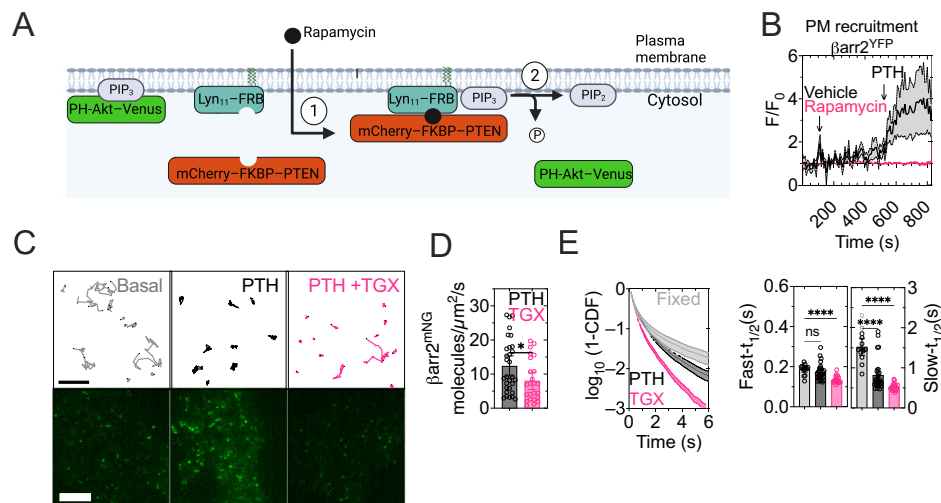 A
Rapamycin
Plasma
membrane
Cytosol
PIP3
PH-Akt–Venus
Lyn11–FRB
1
mCherry–FKBP–PTEN
Lyn11–FRB
PIP3
2
PIP2
mCherry–FKBP–PTEN
P
PH-Akt–Venus
B
PM recruitment
βarr2YFP
PTH
Vehicle
Rapamycin
F/F0
6
4
2
0
200
400
600
800
Time (s)
C
Basal
PTH
PTH +TGX
D
βarr2mNG
molecules/μm2/s
30
20
10
0
PTH
TGX
*
E
log10 (1-CDF)
0
–1
–2
–3
Fixed
PTH
TGX
0
2
4
6
Time (s)
Fast-t1/2(s)
0.6
0.4
0.2
0.0
****
ns
****
****
3
2
1
0
Slow-t1/2(s)